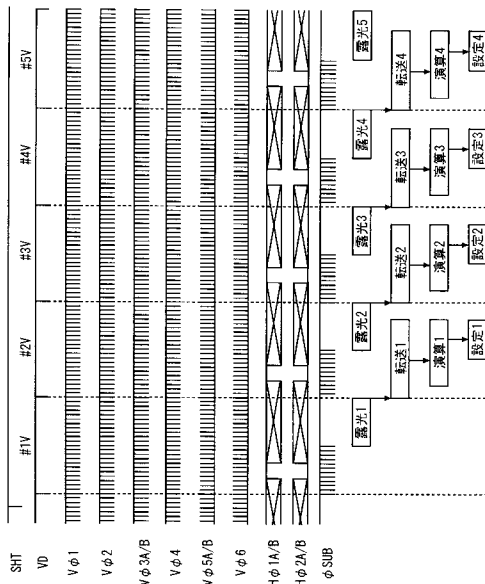 SHT
VD
#1V #2V #3V #4V #5V
Vφ1
Vφ2
Vφ3A/B
Vφ4
Vφ5A/B
Vφ6
Hφ1A/B
Hφ2A/B
φSUB
露光1 露光2 露光3 露光4 露光5
転送1 転送2 転送3 転送4
演算1 演算2 演算3 演算4
設定1 設定2 設定3 設定4